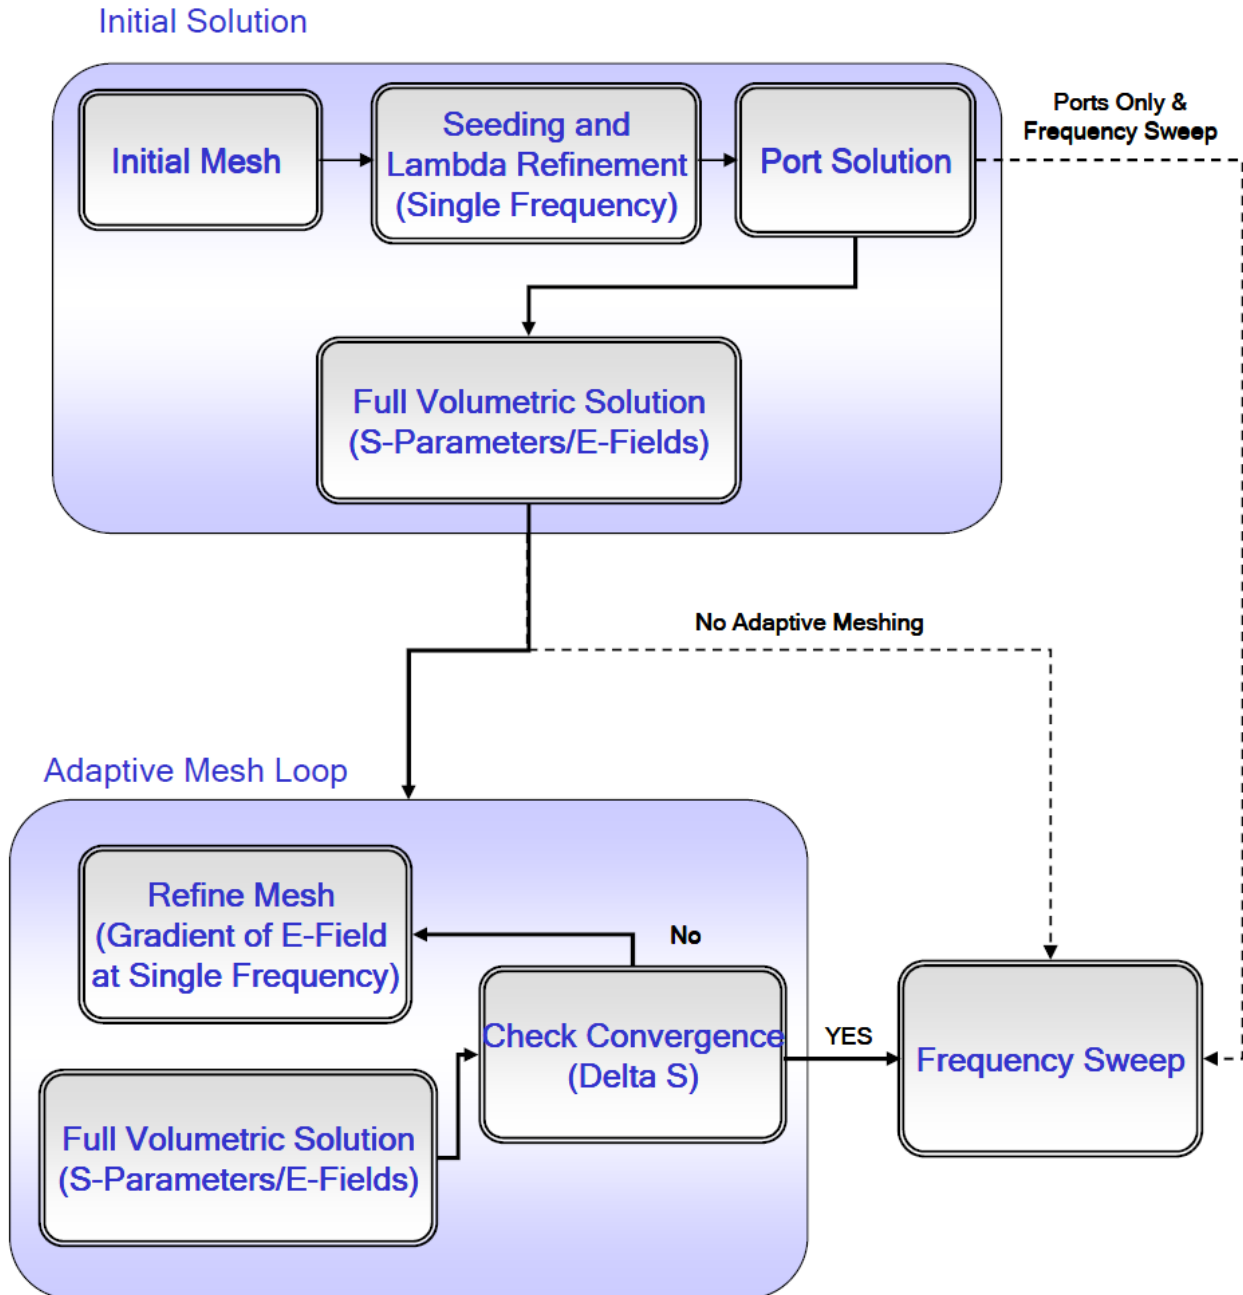 Initial Solution
Ports Only &
Frequency Sweep
Initial Mesh
Seeding and
Lambda Refinement
(Single Frequency)
Port Solution
Full Volumetric Solution
(S-Parameters/E-Fields)
No Adaptive Meshing
Adaptive Mesh Loop
Refine Mesh
(Gradient of E-Field
at Single Frequency)
No
Check Convergence
(Delta S)
YES
Frequency Sweep
Full Volumetric Solution
(S-Parameters/E-Fields)